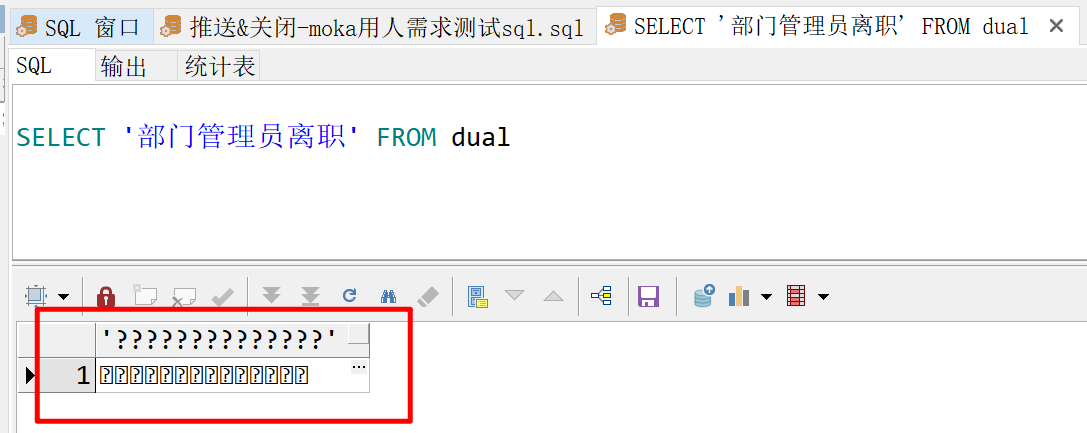 SQL 窗口 推送&关闭-moka用人需求测试sql.sql SELECT '部门管理员离职' FROM dual
SQL 输出 统计表
SELECT '部门管理员离职' FROM dual
'??????????????'
1 ⍰⍰⍰⍰⍰⍰⍰⍰⍰⍰⍰⍰⍰⍰ ...